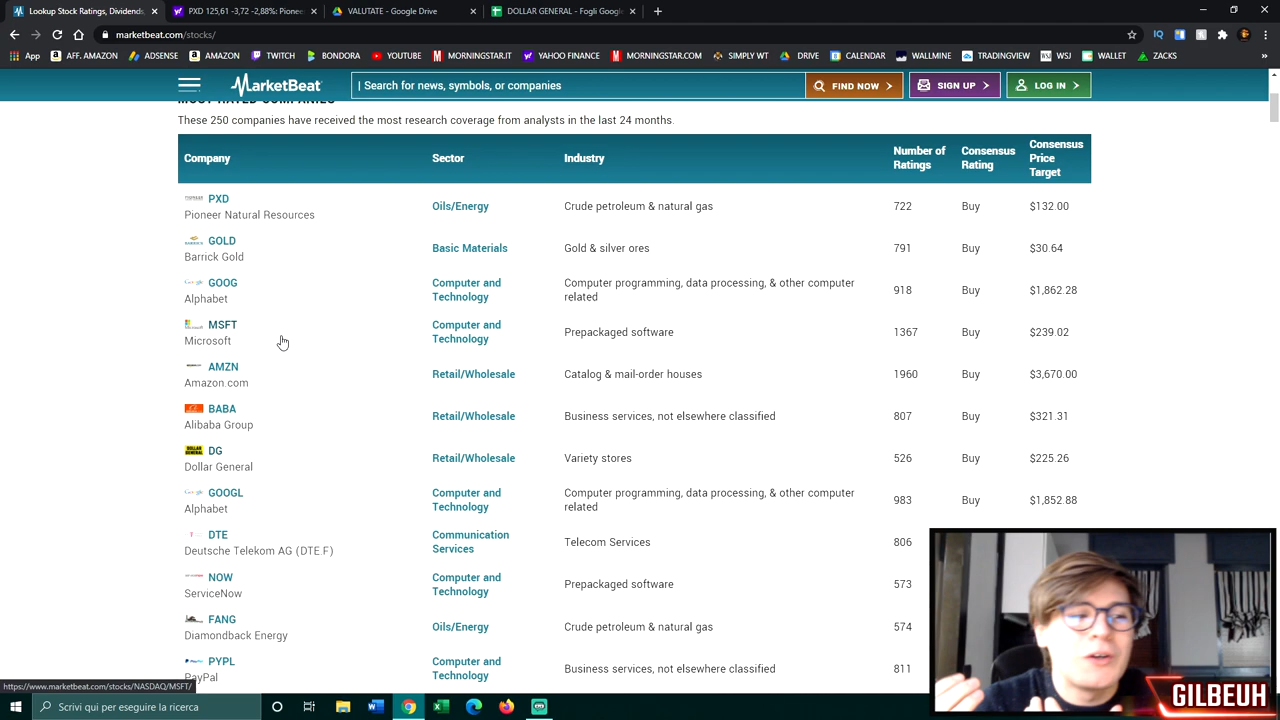 Lookup Stock Ratings, Dividends
PXD 125,61 -3,72 -2,88%: Pioneer
VALUTATE - Google Drive
DOLLAR GENERAL - Fogli Google
marketbeat.com/stocks/
App
AFF. AMAZON
ADSENSE
AMAZON
TWITCH
BONDORA
YOUTUBE
MORNINGSTAR.IT
YAHOO FINANCE
MORNINGSTAR.COM
SIMPLY WT
DRIVE
CALENDAR
WALLMINE
TRADINGVIEW
WSJ
WALLET
ZACKS
MarketBeat
Search for news, symbols, or companies
FIND NOW
SIGN UP
LOG IN
MOST RATED COMPANIES
These 250 companies have received the most research coverage from analysts in the last 24 months.
Company Sector Industry Number of Ratings Consensus Rating Consensus Price Target
PXD
Pioneer Natural Resources
Oils/Energy
Crude petroleum & natural gas
722
Buy
$132.00
GOLD
Barrick Gold
Basic Materials
Gold & silver ores
791
Buy
$30.64
GOOG
Alphabet
Computer and
Technology
Computer programming, data processing, & other computer
related
918
Buy
$1,862.28
MSFT
Microsoft
Computer and
Technology
Prepackaged software
1367
Buy
$239.02
AMZN
Amazon.com
Retail/Wholesale
Catalog & mail-order houses
1960
Buy
$3,670.00
BABA
Alibaba Group
Retail/Wholesale
Business services, not elsewhere classified
807
Buy
$321.31
DOLLAR GENERAL
DG
Dollar General
Retail/Wholesale
Variety stores
526
Buy
$225.26
GOOGL
Alphabet
Computer and
Technology
Computer programming, data processing, & other computer
related
983
Buy
$1,852.88
DTE
Deutsche Telekom AG (DTE.F)
Communication
Services
Telecom Services
806
NOW
ServiceNow
Computer and
Technology
Prepackaged software
573
FANG
Diamondback Energy
Oils/Energy
Crude petroleum & natural gas
574
PYPL
PayPal
Computer and
Technology
Business services, not elsewhere classified
811
https://www.marketbeat.com/stocks/NASDAQ/MSFT/
Scrivi qui per eseguire la ricerca
GILBEUH